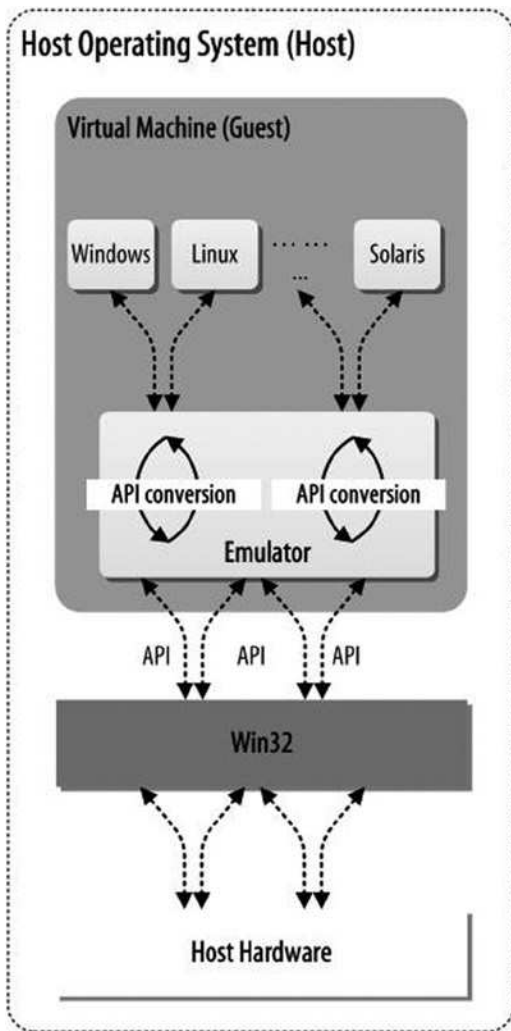 Host Operating System (Host)
Virtual Machine (Guest)
Windows
Linux
... ...
...
Solaris
API conversion
API conversion
Emulator
API
API
API
Win32
Host Hardware